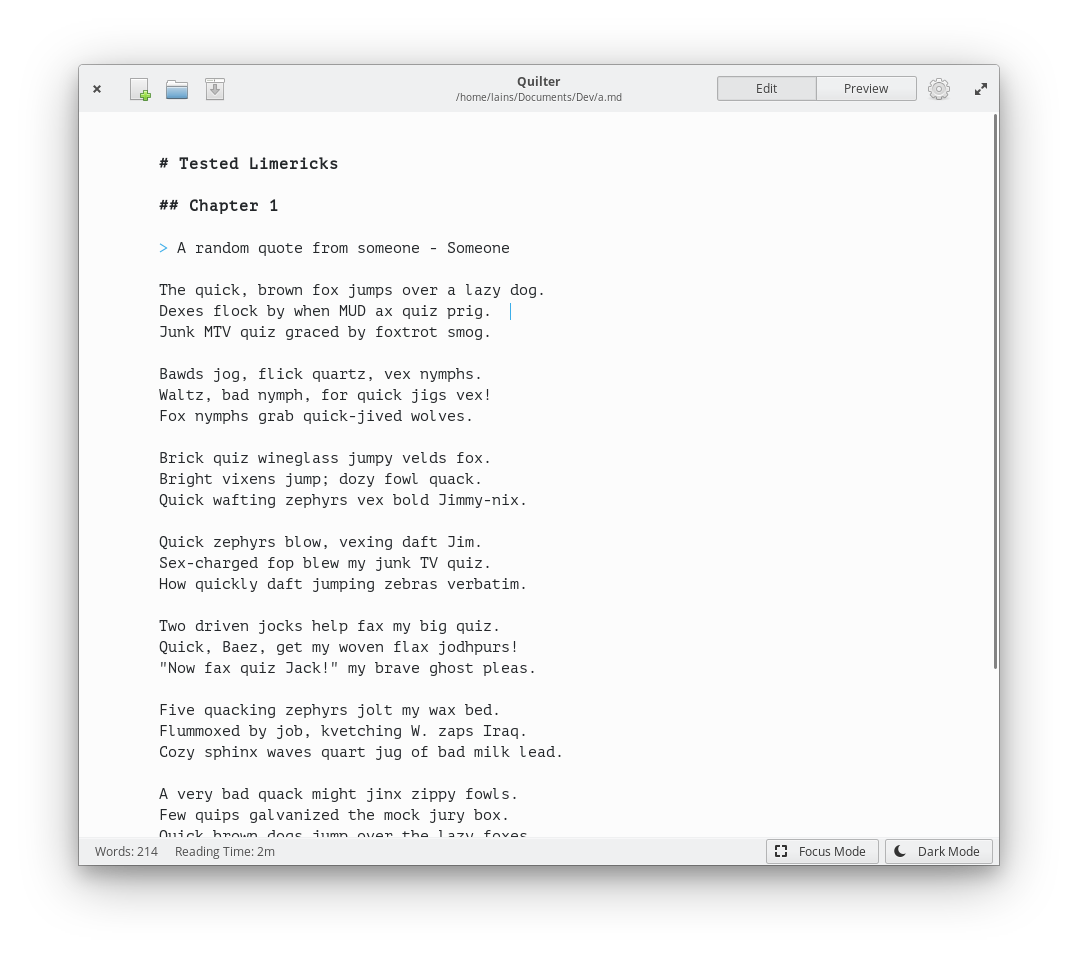 Quilter
/home/lains/Documents/Dev/a.md
Edit
Preview
# Tested Limericks
## Chapter 1
> A random quote from someone - Someone
The quick, brown fox jumps over a lazy dog.
Dexes flock by when MUD ax quiz prig.
Junk MTV quiz graced by foxtrot smog.
Bawds jog, flick quartz, vex nymphs.
Waltz, bad nymph, for quick jigs vex!
Fox nymphs grab quick-jived wolves.
Brick quiz wineglass jumpy velds fox.
Bright vixens jump; dozy fowl quack.
Quick wafting zephyrs vex bold Jimmy-nix.
Quick zephyrs blow, vexing daft Jim.
Sex-charged fop blew my junk TV quiz.
How quickly daft jumping zebras verbatim.
Two driven jocks help fax my big quiz.
Quick, Baez, get my woven flax jodhpurs!
"Now fax quiz Jack!" my brave ghost pleas.
Five quacking zephyrs jolt my wax bed.
Flummoxed by job, kvetching W. zaps Iraq.
Cozy sphinx waves quart jug of bad milk lead.
A very bad quack might jinx zippy fowls.
Few quips galvanized the mock jury box.
Quick brown dogs jump over the lazy foxes
Words: 214
Reading Time: 2m
Focus Mode
Dark Mode